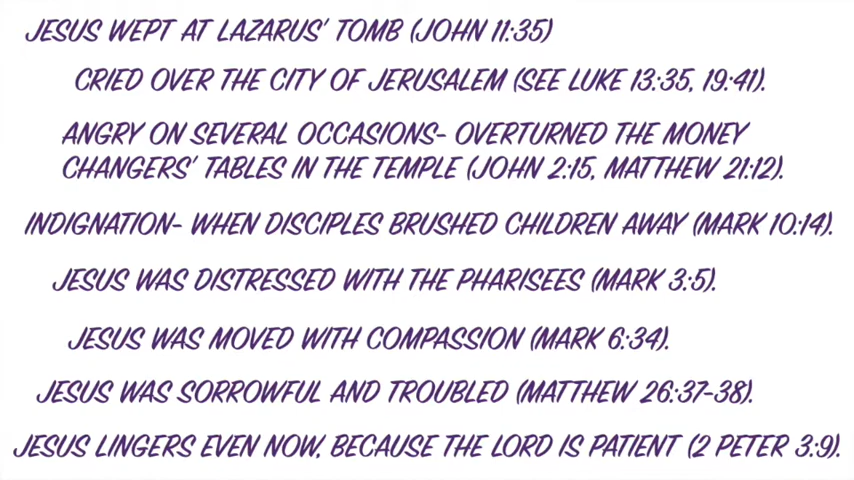 JESUS WEPT AT LAZARUS' TOMB (JOHN 11:35)
CRIED OVER THE CITY OF JERUSALEM (SEE LUKE 13:35, 19:41).
ANGRY ON SEVERAL OCCASIONS- OVERTURNED THE MONEY
CHANGERS' TABLES IN THE TEMPLE (JOHN 2:15, MATTHEW 21:12).
INDIGNATION- WHEN DISCIPLES BRUSHED CHILDREN AWAY (MARK 10:14).
JESUS WAS DISTRESSED WITH THE PHARISEES (MARK 3:5).
JESUS WAS MOVED WITH COMPASSION (MARK 6:34).
JESUS WAS SORROWFUL AND TROUBLED (MATTHEW 26:37-38).
JESUS LINGERS EVEN NOW, BECAUSE THE LORD IS PATIENT (2 PETER 3:9).